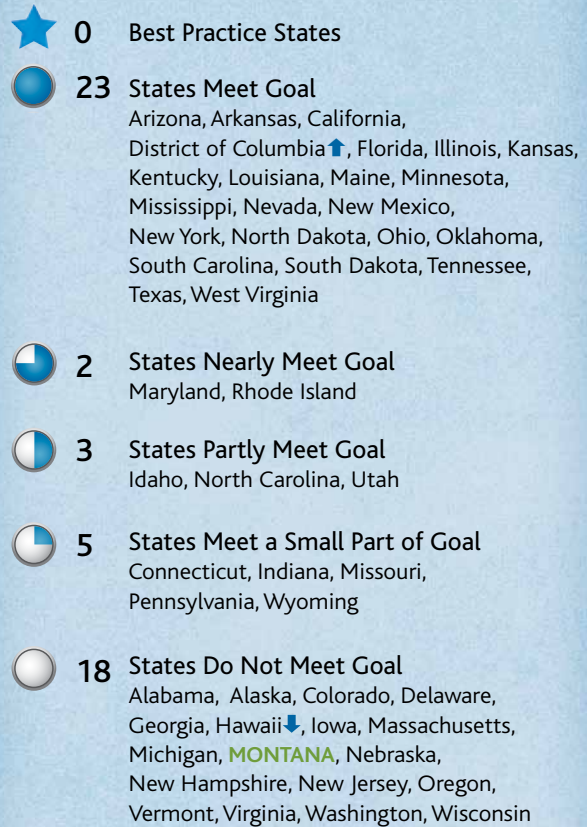 0 Best Practice States
23 States Meet Goal
Arizona, Arkansas, California,
District of Columbia⬆, Florida, Illinois, Kansas,
Kentucky, Louisiana, Maine, Minnesota,
Mississippi, Nevada, New Mexico,
New York, North Dakota, Ohio, Oklahoma,
South Carolina, South Dakota, Tennessee,
Texas, West Virginia
2 States Nearly Meet Goal
Maryland, Rhode Island
3 States Partly Meet Goal
Idaho, North Carolina, Utah
5 States Meet a Small Part of Goal
Connecticut, Indiana, Missouri,
Pennsylvania, Wyoming
18 States Do Not Meet Goal
Alabama, Alaska, Colorado, Delaware,
Georgia, Hawaii⬇, Iowa, Massachusetts,
Michigan, MONTANA, Nebraska,
New Hampshire, New Jersey, Oregon,
Vermont, Virginia, Washington, Wisconsin